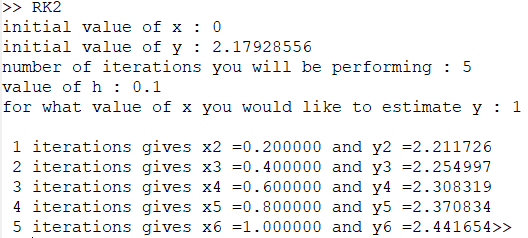 >> RK2
initial value of x : 0
initial value of y : 2.17928556
number of iterations you will be performing : 5
value of h : 0.1
for what value of x you would like to estimate y : 1
1 iterations gives x2 =0.200000 and y2 =2.211726
2 iterations gives x3 =0.400000 and y3 =2.254997
3 iterations gives x4 =0.600000 and y4 =2.308319
4 iterations gives x5 =0.800000 and y5 =2.370834
5 iterations gives x6 =1.000000 and y6 =2.441654>>